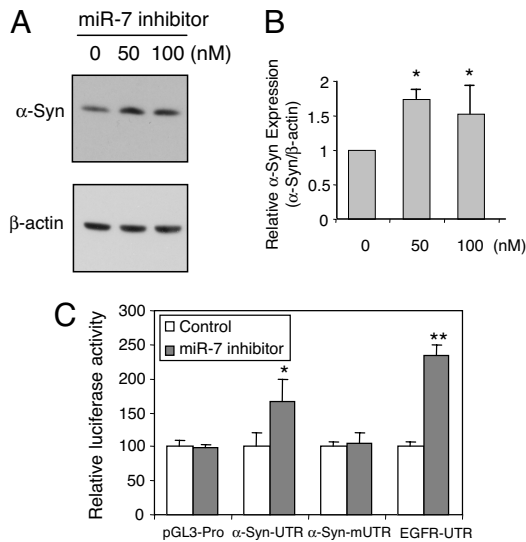 A
miR-7 inhibitor
0 50 100 (nM)
α-Syn
β-actin
B
Relative α-Syn Expression
(α-Syn/β-actin)
2
1.5
1
0.5
0
* *
0 50 100 (nM)
C
Relative luciferase activity
300
250
200
150
100
50
0
Control
miR-7 inhibitor
*
**
pGL3-Pro α-Syn-UTR α-Syn-mUTR EGFR-UTR